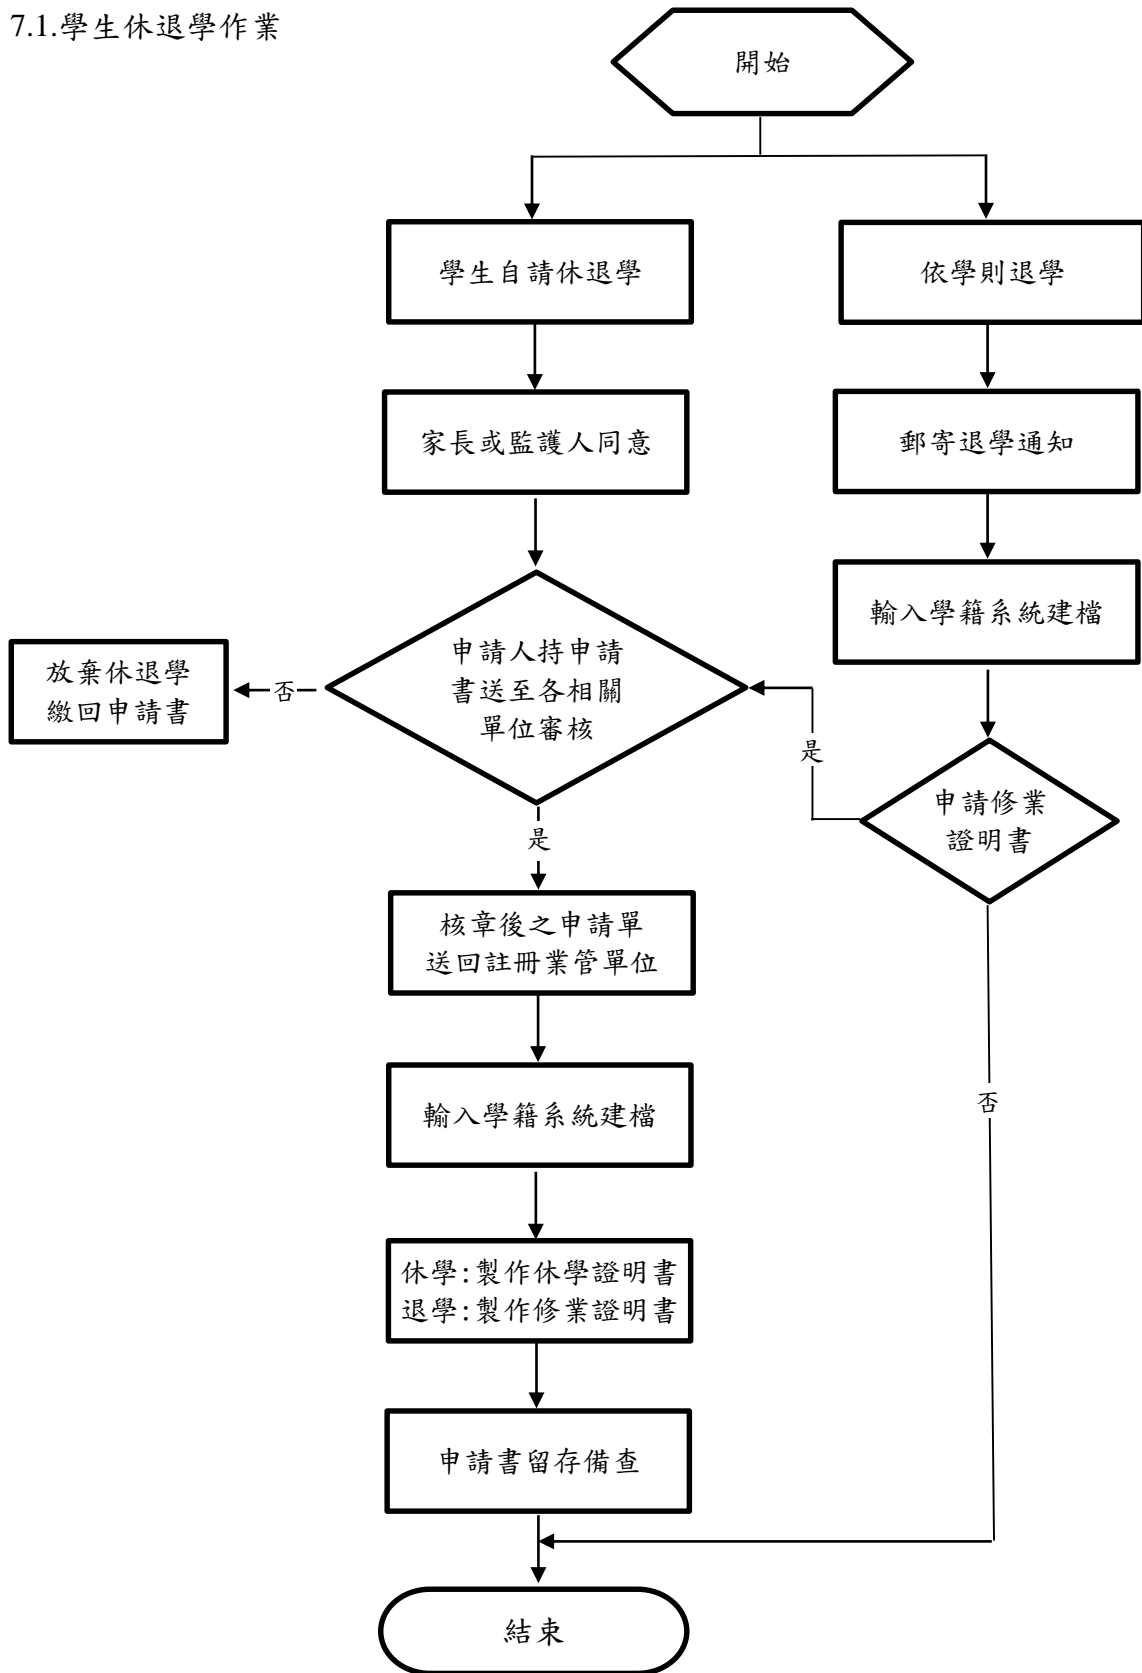 7.1.學生休退學作業
開始
學生自請休退學
依學則退學
家長或監護人同意
郵寄退學通知
輸入學籍系統建檔
申請人持申請
書送至各相關
單位審核
否
放棄休退學
繳回申請書
是
申請修業
證明書
是
核章後之申請單
送回註冊業管單位
輸入學籍系統建檔
否
休學:製作休學證明書
退學:製作修業證明書
申請書留存備查
結束